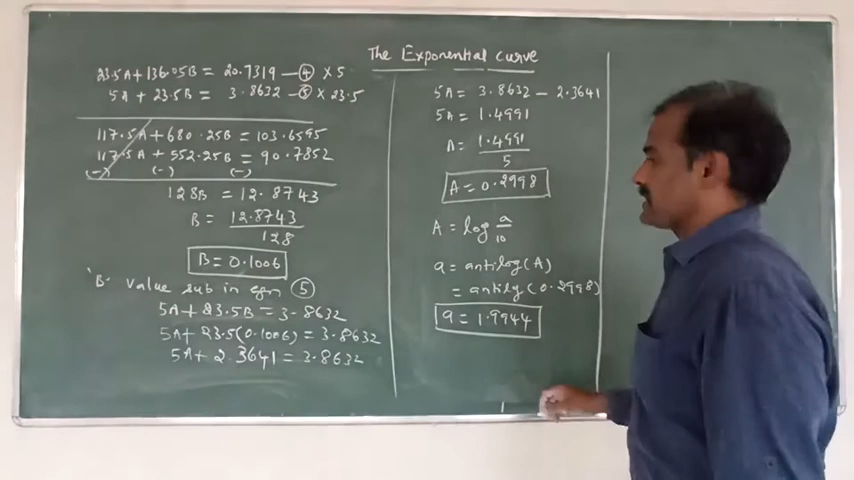 The Exponential curve
23.5A + 136.05B = 20.7319 — ④ × 5
5A + 23.5B = 3.8632 — ⑤ × 23.5
117.5A + 680.25B = 103.6595
117.5A + 552.25B = 90.7852
(-) (-) (-)
128B = 12.8743
B = 12.8743
128
B = 0.1006
'B' value sub in eqn ⑤
5A + 23.5B = 3.8632
5A + 23.5(0.1006) = 3.8632
5A + 2.3641 = 3.8632
5A = 3.8632 - 2.3641
5A = 1.4991
A = 1.4991
5
A = 0.2998
A = log a
10
a = antilog(A)
= antilog(0.2998)
a = 1.9944